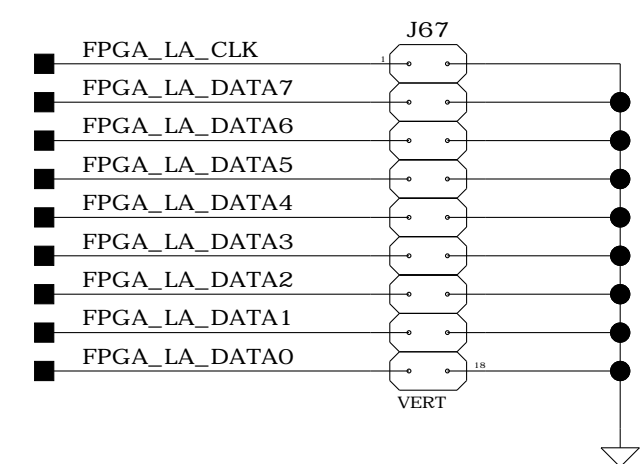 J67
FPGA_LA_CLK
1
FPGA_LA_DATA7
FPGA_LA_DATA6
FPGA_LA_DATA5
FPGA_LA_DATA4
FPGA_LA_DATA3
FPGA_LA_DATA2
FPGA_LA_DATA1
FPGA_LA_DATA0
18
VERT